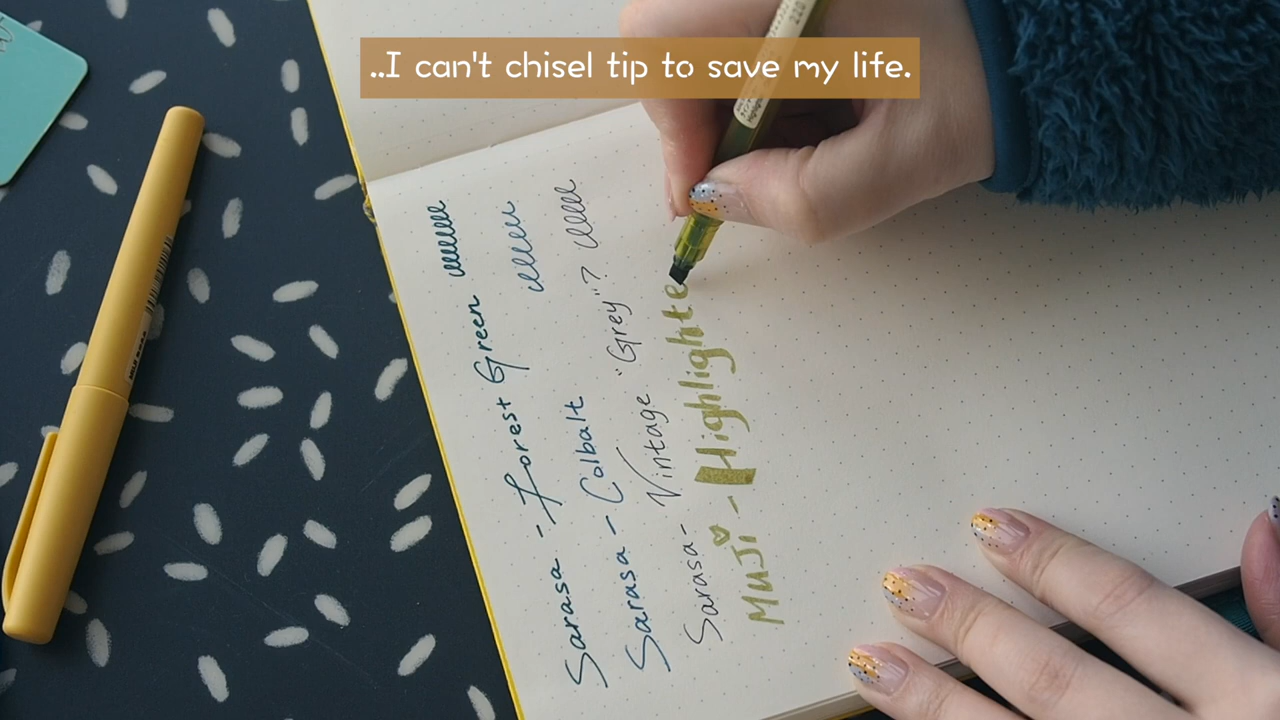 ..I can't chisel tip to save my life.
Sarasa - Forest Green
Sarasa - Colbalt
Sarasa - Vintage "Grey"?
MUJI - Highlighte